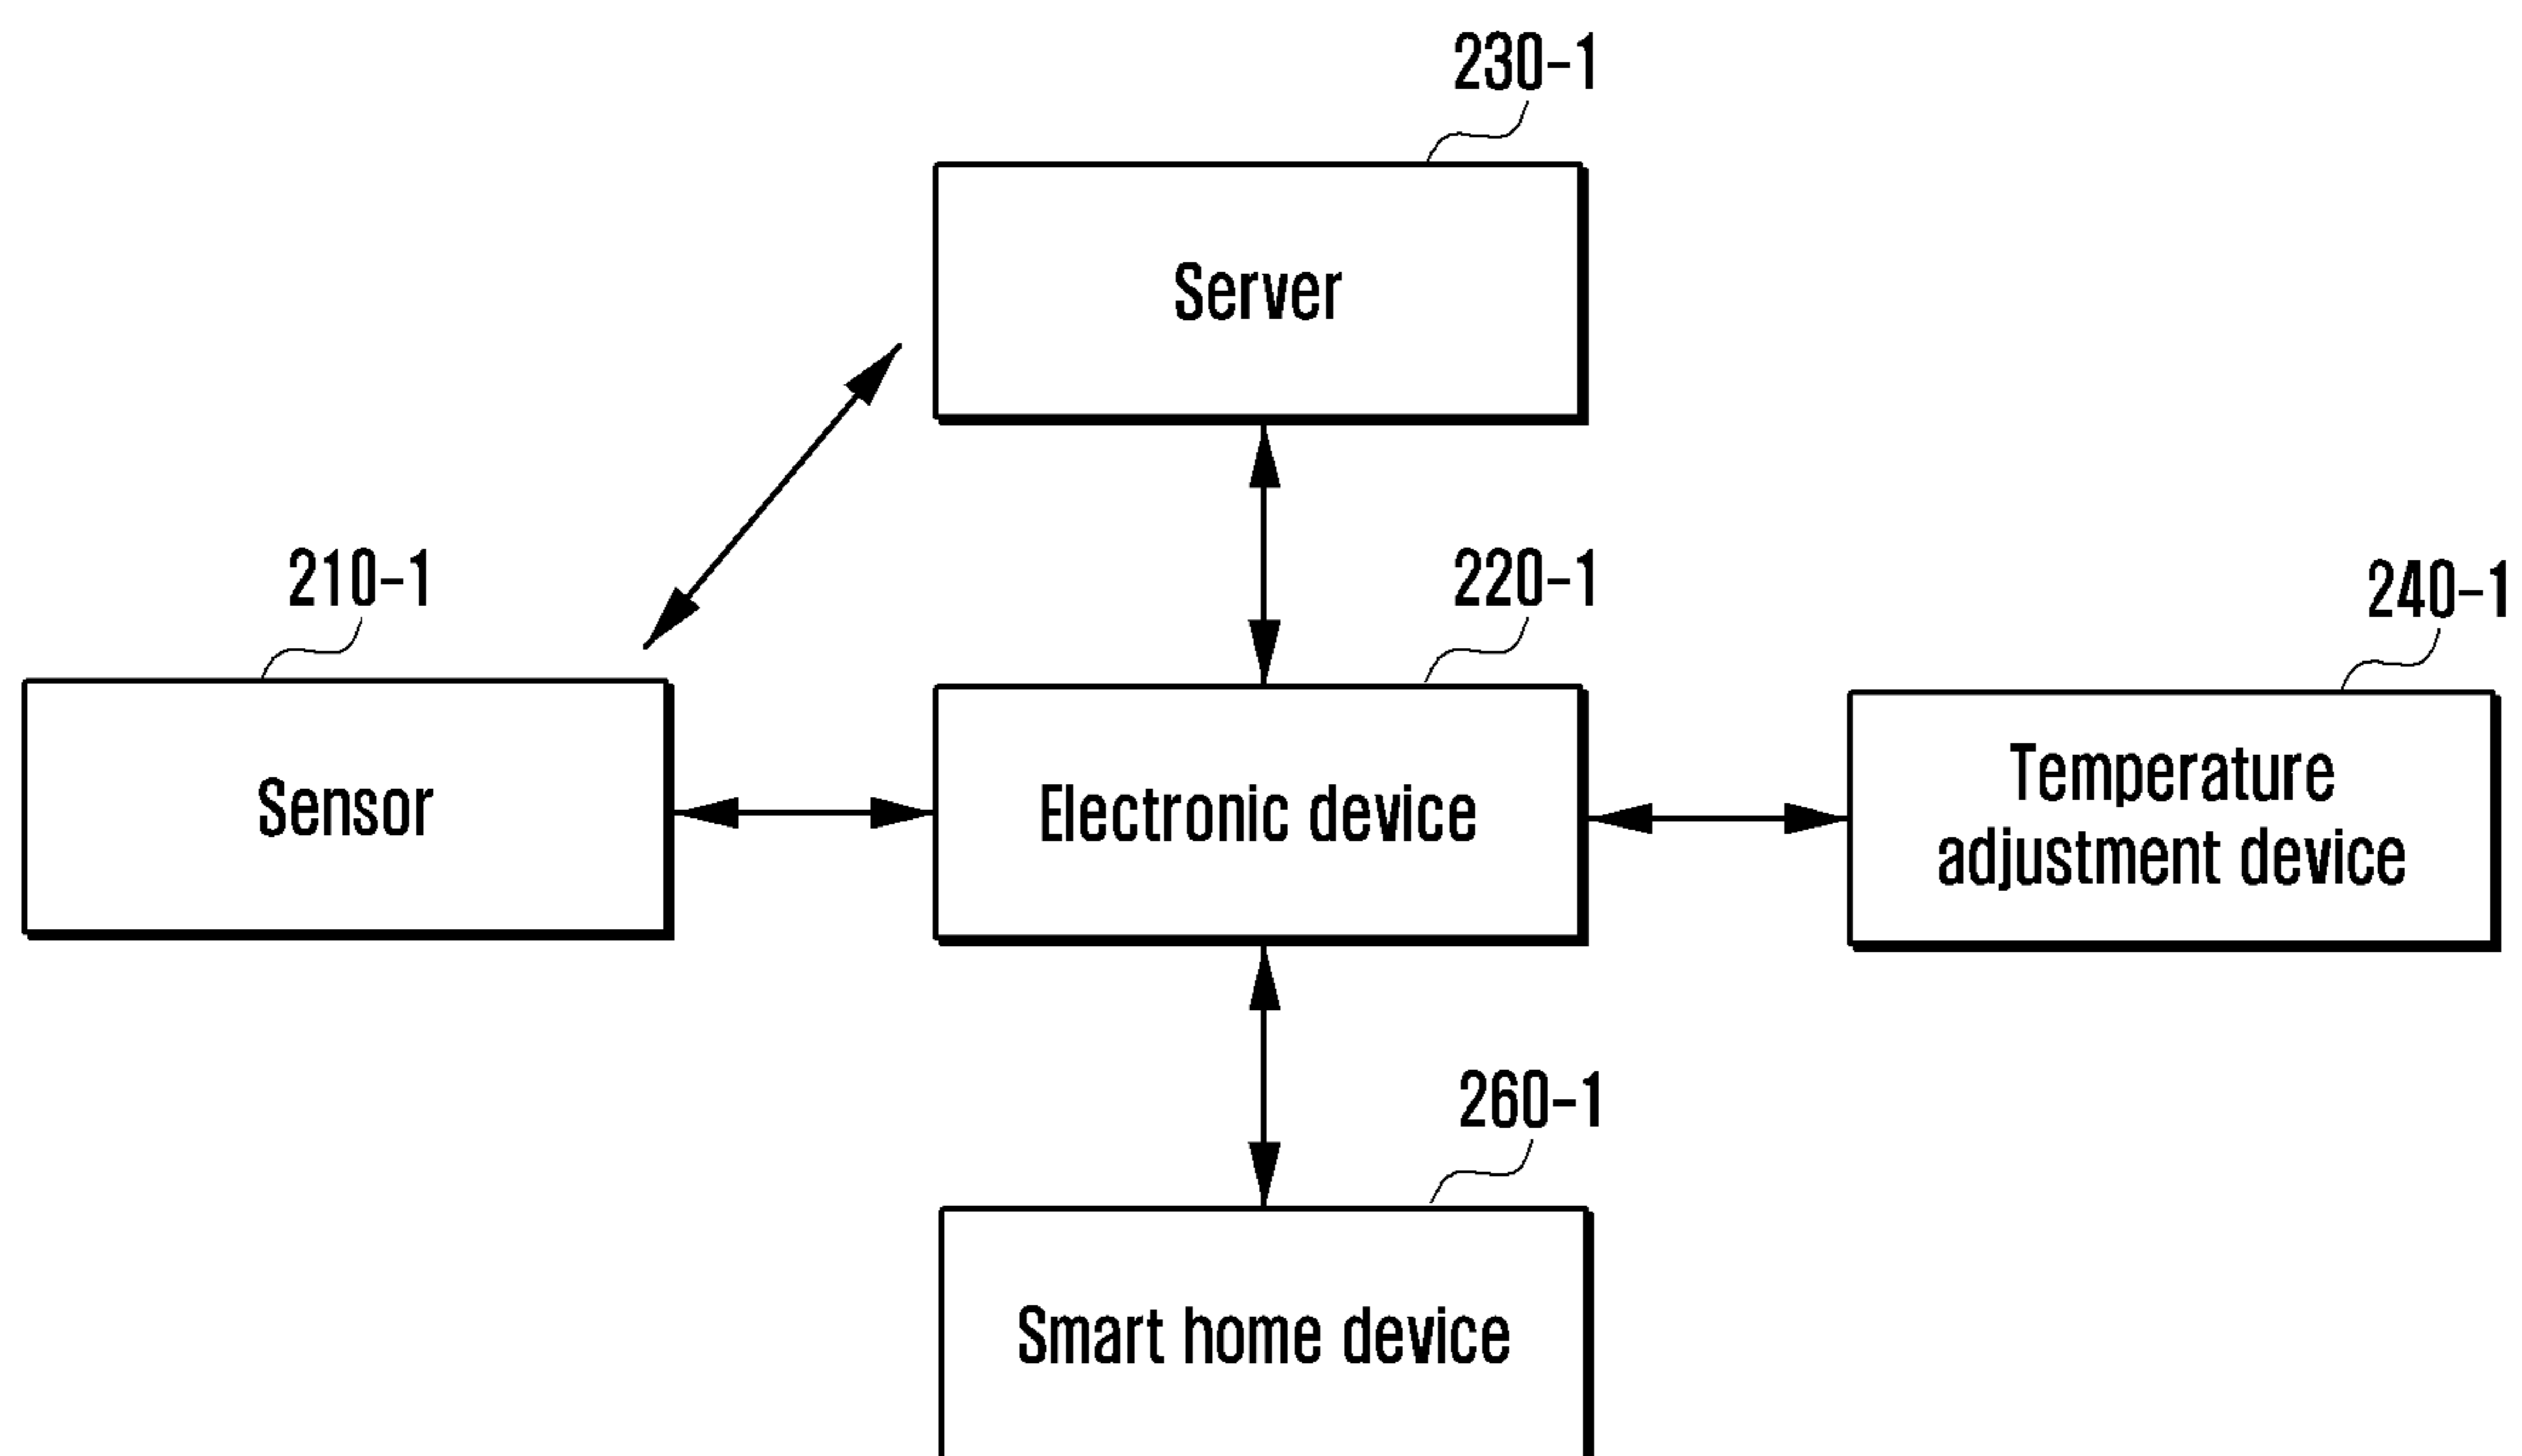 230-1
Server
210-1
220-1
240-1
Sensor
Electronic device
Temperature
adjustment device
260-1
Smart home device